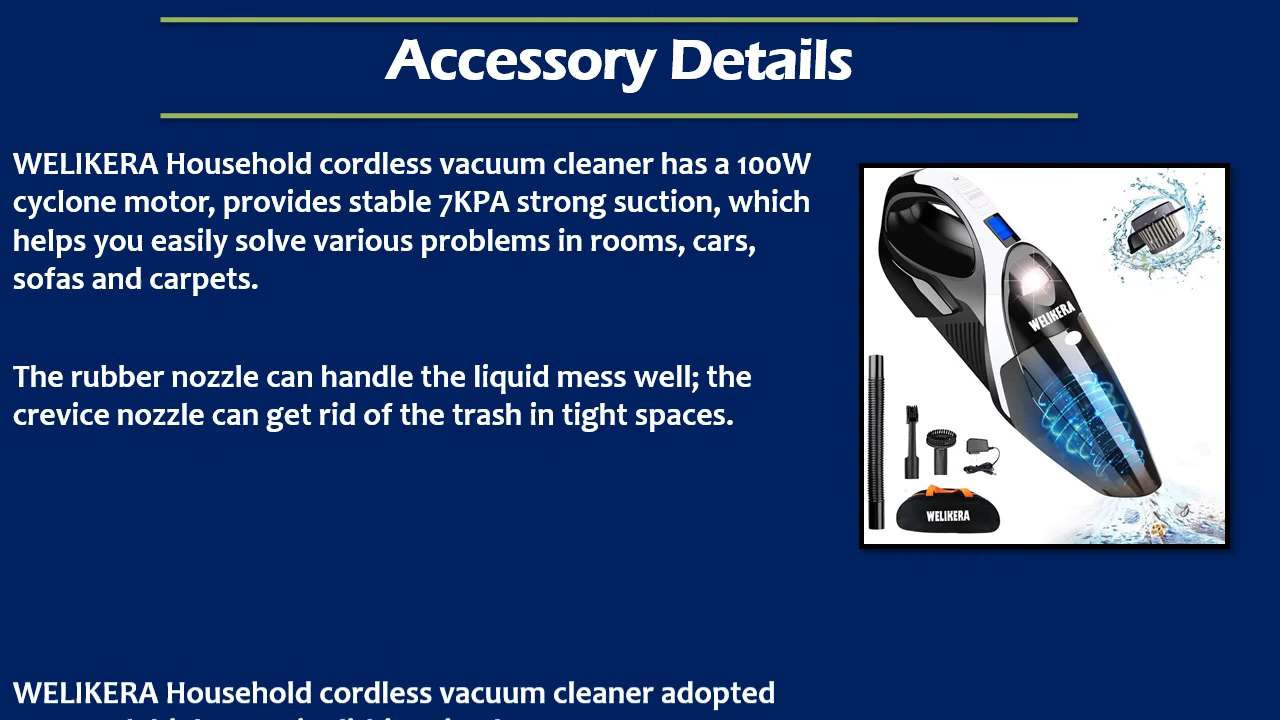 Accessory Details
WELIKERA Household cordless vacuum cleaner has a 100W
cyclone motor, provides stable 7KPA strong suction, which
helps you easily solve various problems in rooms, cars,
sofas and carpets.
The rubber nozzle can handle the liquid mess well; the
crevice nozzle can get rid of the trash in tight spaces.
WELIKERA
WELIKERA
WELIKERA Household cordless vacuum cleaner adopted